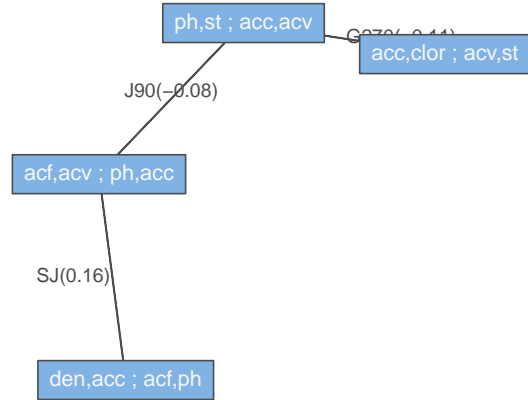 ph,st ; acc,acv
acc,clor ; acv,st
J90(−0.08)
acf,acv ; ph,acc
SJ(0.16)
den,acc ; acf,ph